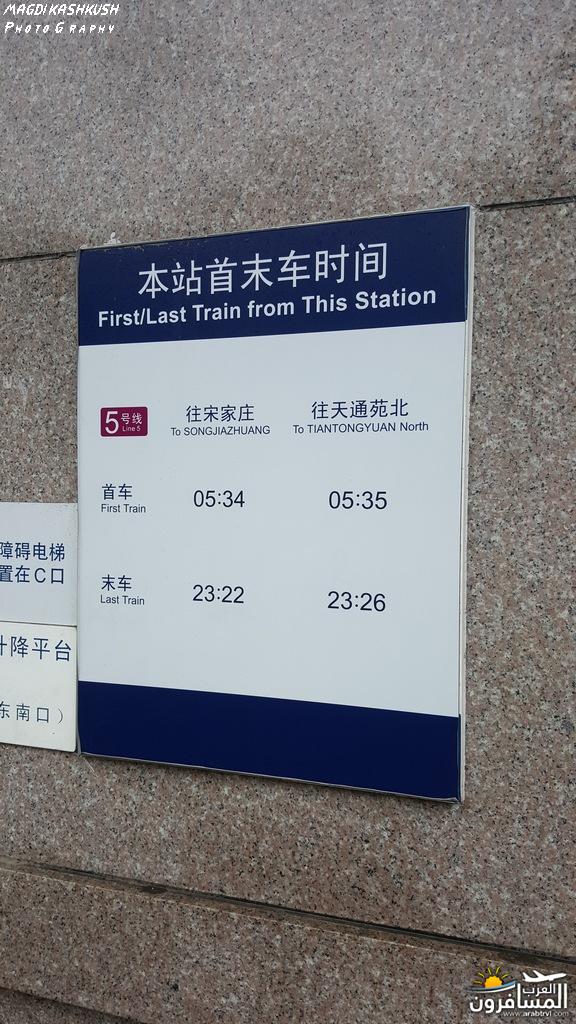 MAGDI KASHKUSH
PHOTOGRAPHY
本站首末车时间
First/Last Train from This Station
5号线
Line 5
往宋家庄
To SONGJIAZHUANG
往天通苑北
To TIANTONGYUAN North
首车
First Train
05:34
05:35
末车
Last Train
23:22
23:26
障碍电梯
置在C口
降平台
东南口）
العرب
المسافرون
www.arabtrvl.com